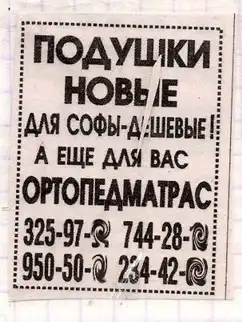 ПОДУШКИ
НОВЫЕ
ДЛЯ СОФЫ-ДЕШЕВЫЕ!
А ЕЩЕ ДЛЯ ВАС
ОРТОПЕДМАТРАС
325-97- 744-28-
950-50- 234-42-